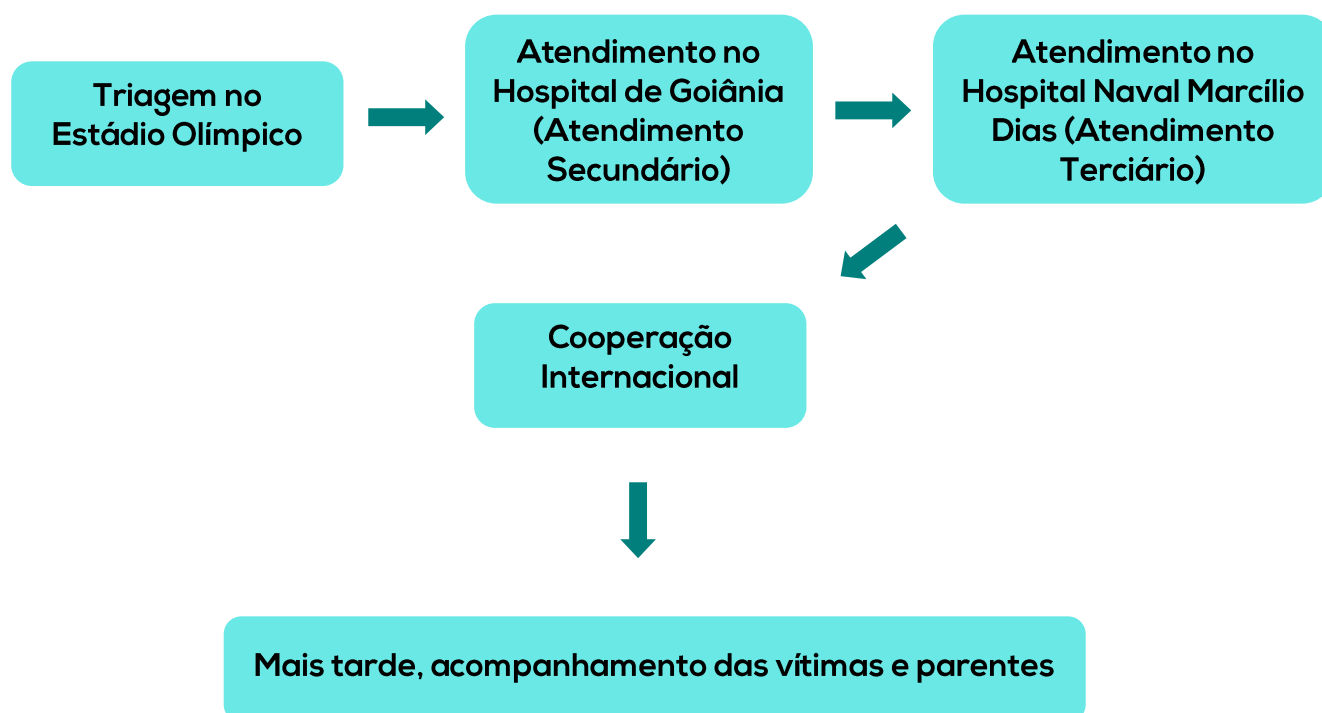 Triagem no
Estádio Olímpico
Atendimento no
Hospital de Goiânia
(Atendimento
Secundário)
Atendimento no
Hospital Naval Marcílio
Dias (Atendimento
Terciário)
Cooperação
Internacional
Mais tarde, acompanhamento das vítimas e parentes